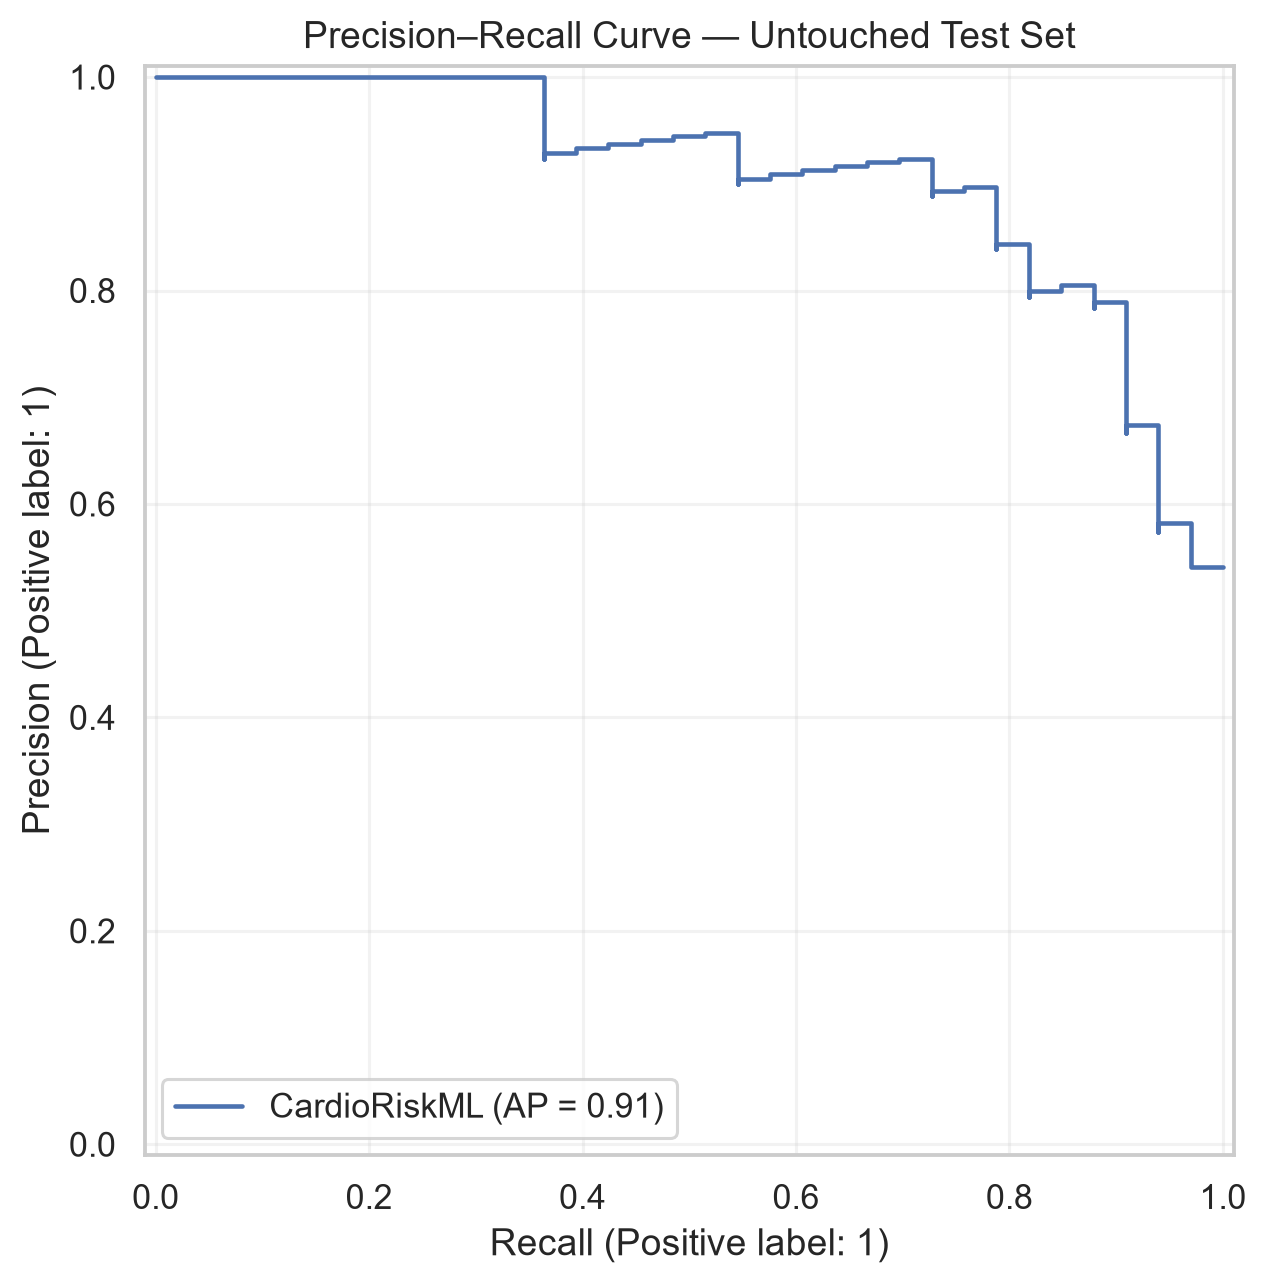 Precision–Recall Curve — Untouched Test Set
1.0
0.8
0.6
0.4
0.2
0.0
Precision (Positive label: 1)
CardioRiskML (AP = 0.91)
0.0 0.2 0.4 0.6 0.8 1.0
Recall (Positive label: 1)